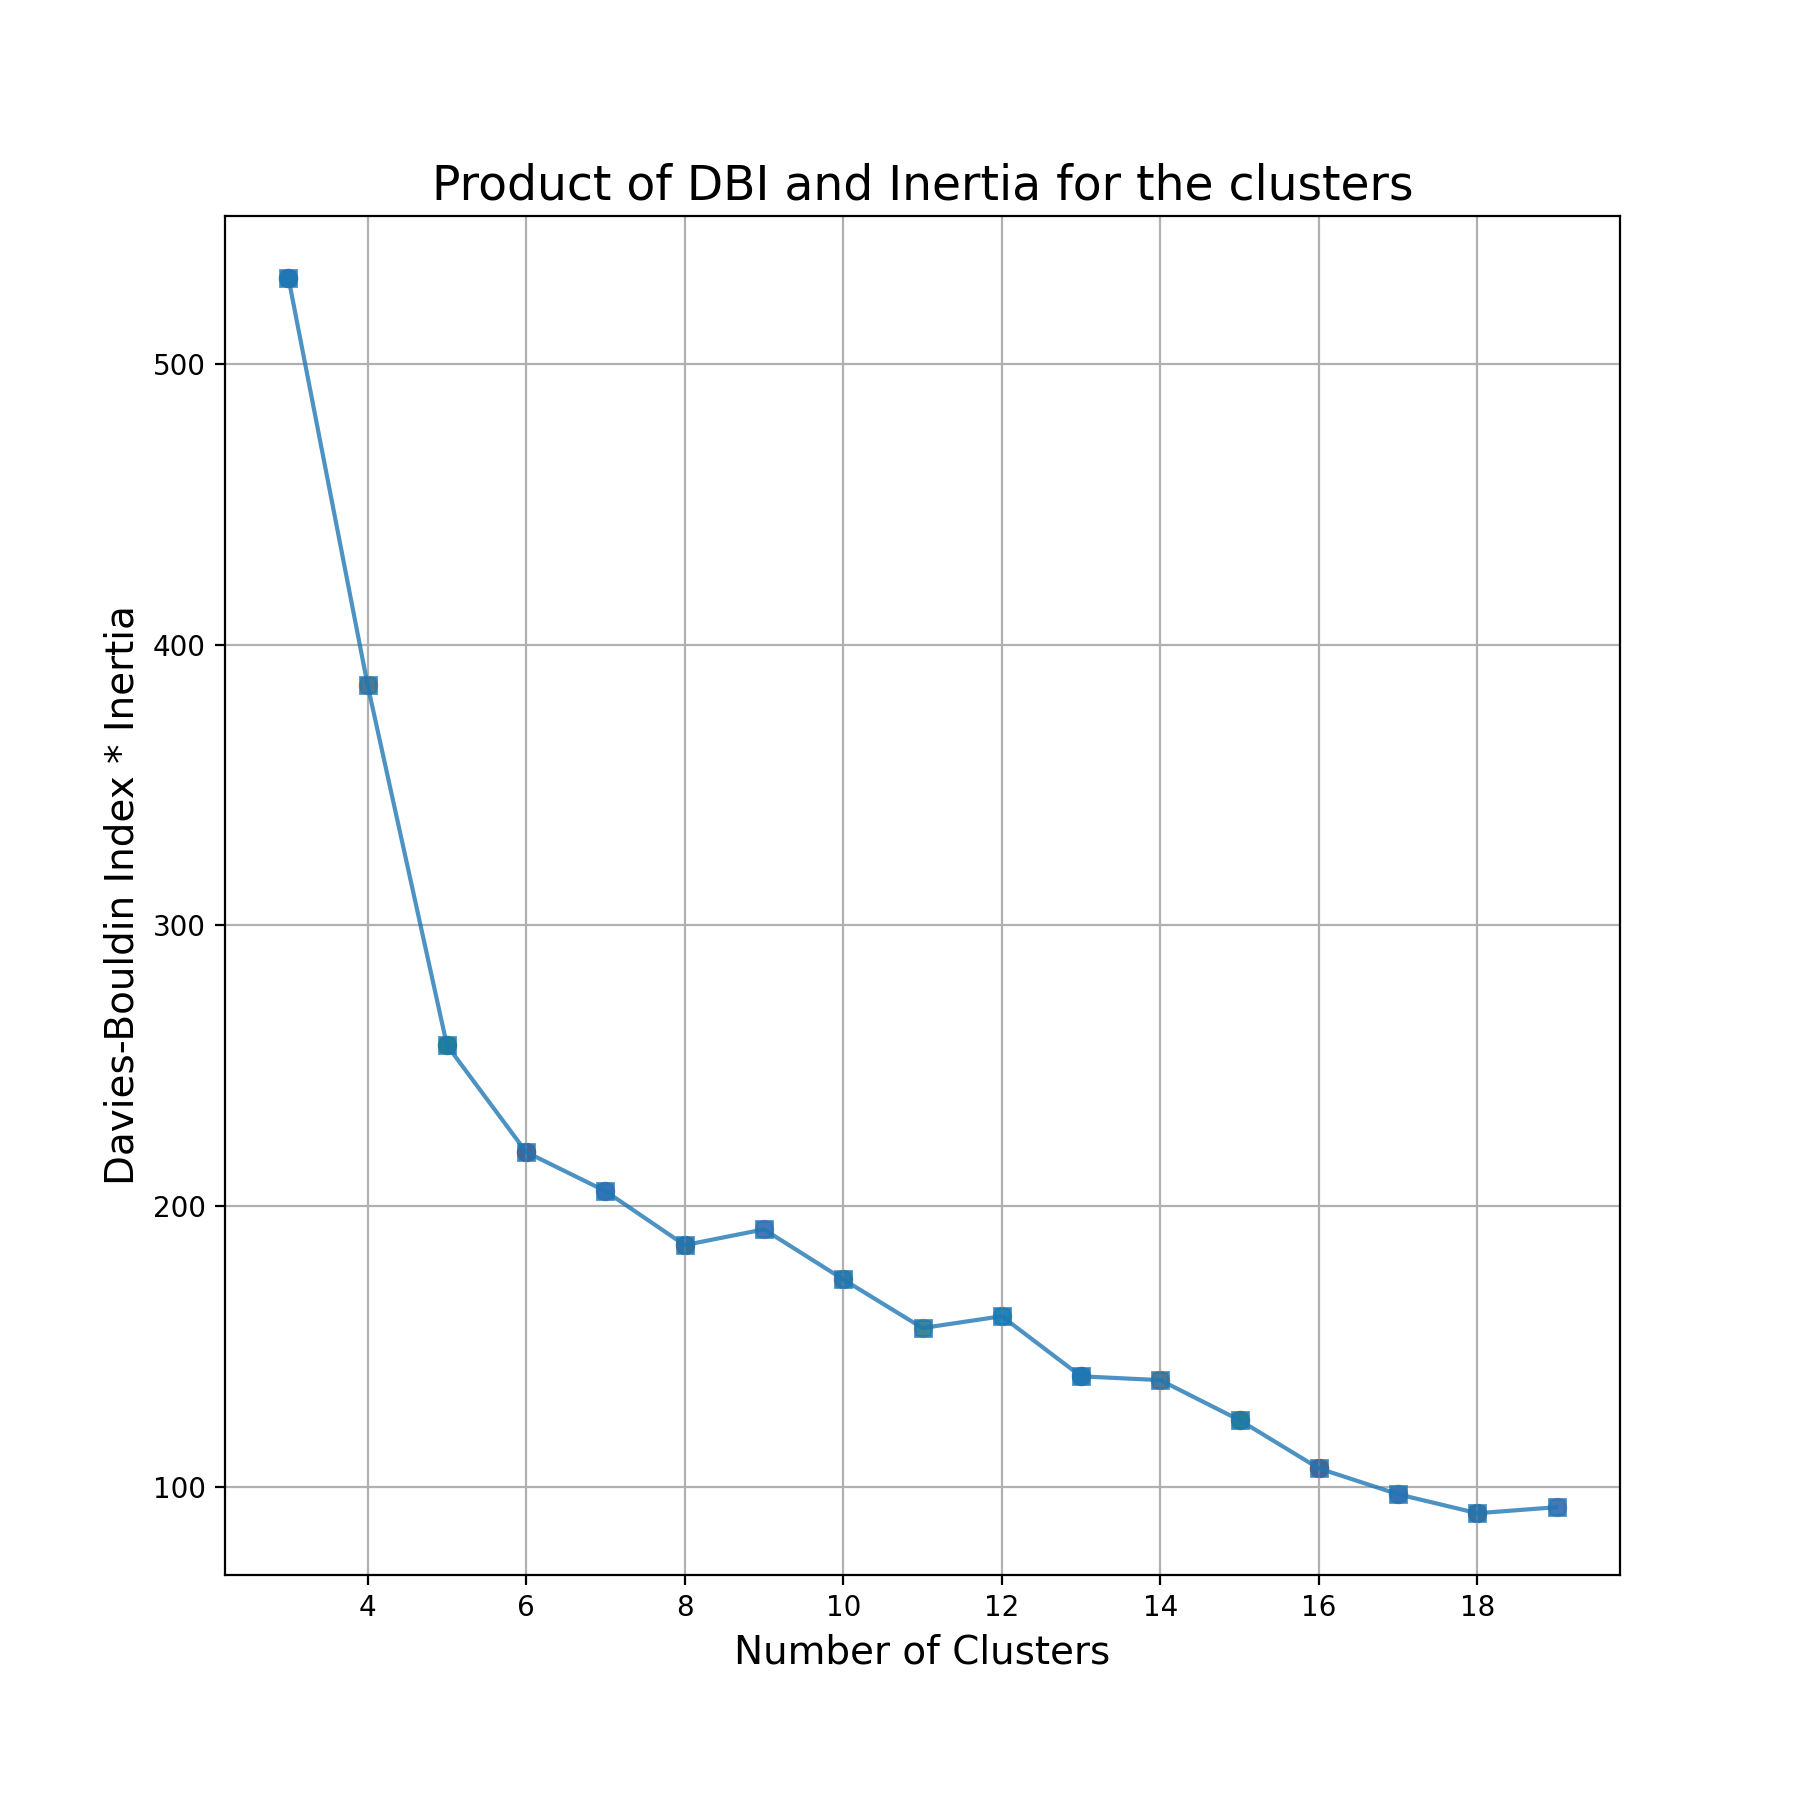 Product of DBI and Inertia for the clusters
Davies-Bouldin Index * Inertia
500
400
300
200
100
4 6 8 10 12 14 16 18
Number of Clusters